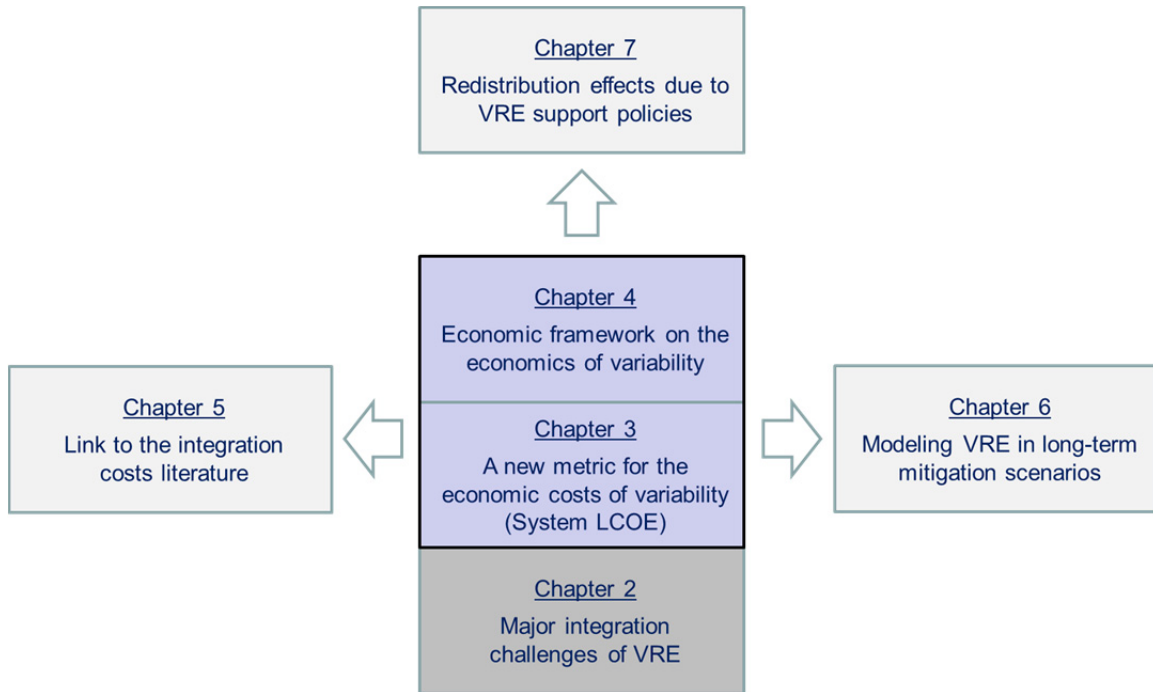 Chapter 7
Redistribution effects due to
VRE support policies
Chapter 4
Economic framework on the
economics of variability
Chapter 5
Link to the integration
costs literature
Chapter 3
A new metric for the
economic costs of variability
(System LCOE)
Chapter 6
Modeling VRE in long-term
mitigation scenarios
Chapter 2
Major integration
challenges of VRE